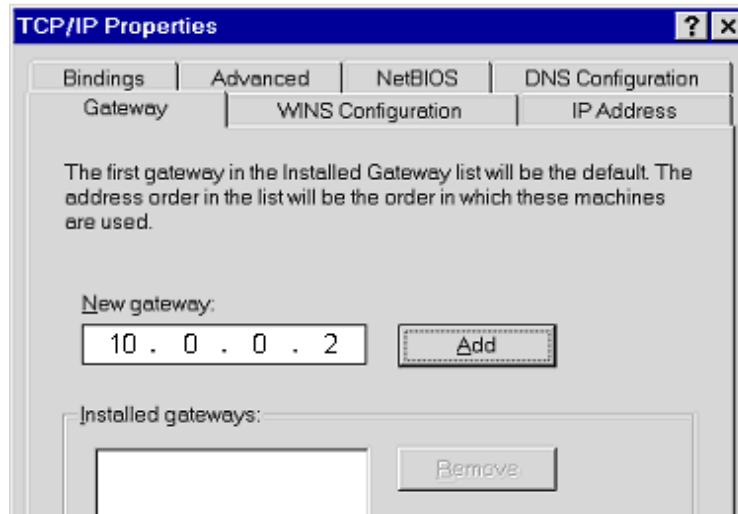 TCP/IP Properties
? ×
Bindings Advanced NetBIOS DNS Configuration
Gateway WINS Configuration IP Address
The first gateway in the Installed Gateway list will be the default. The
address order in the list will be the order in which these machines
are used.
New gateway:
10 . 0 . 0 . 2 Add
Installed gateways:
Remove